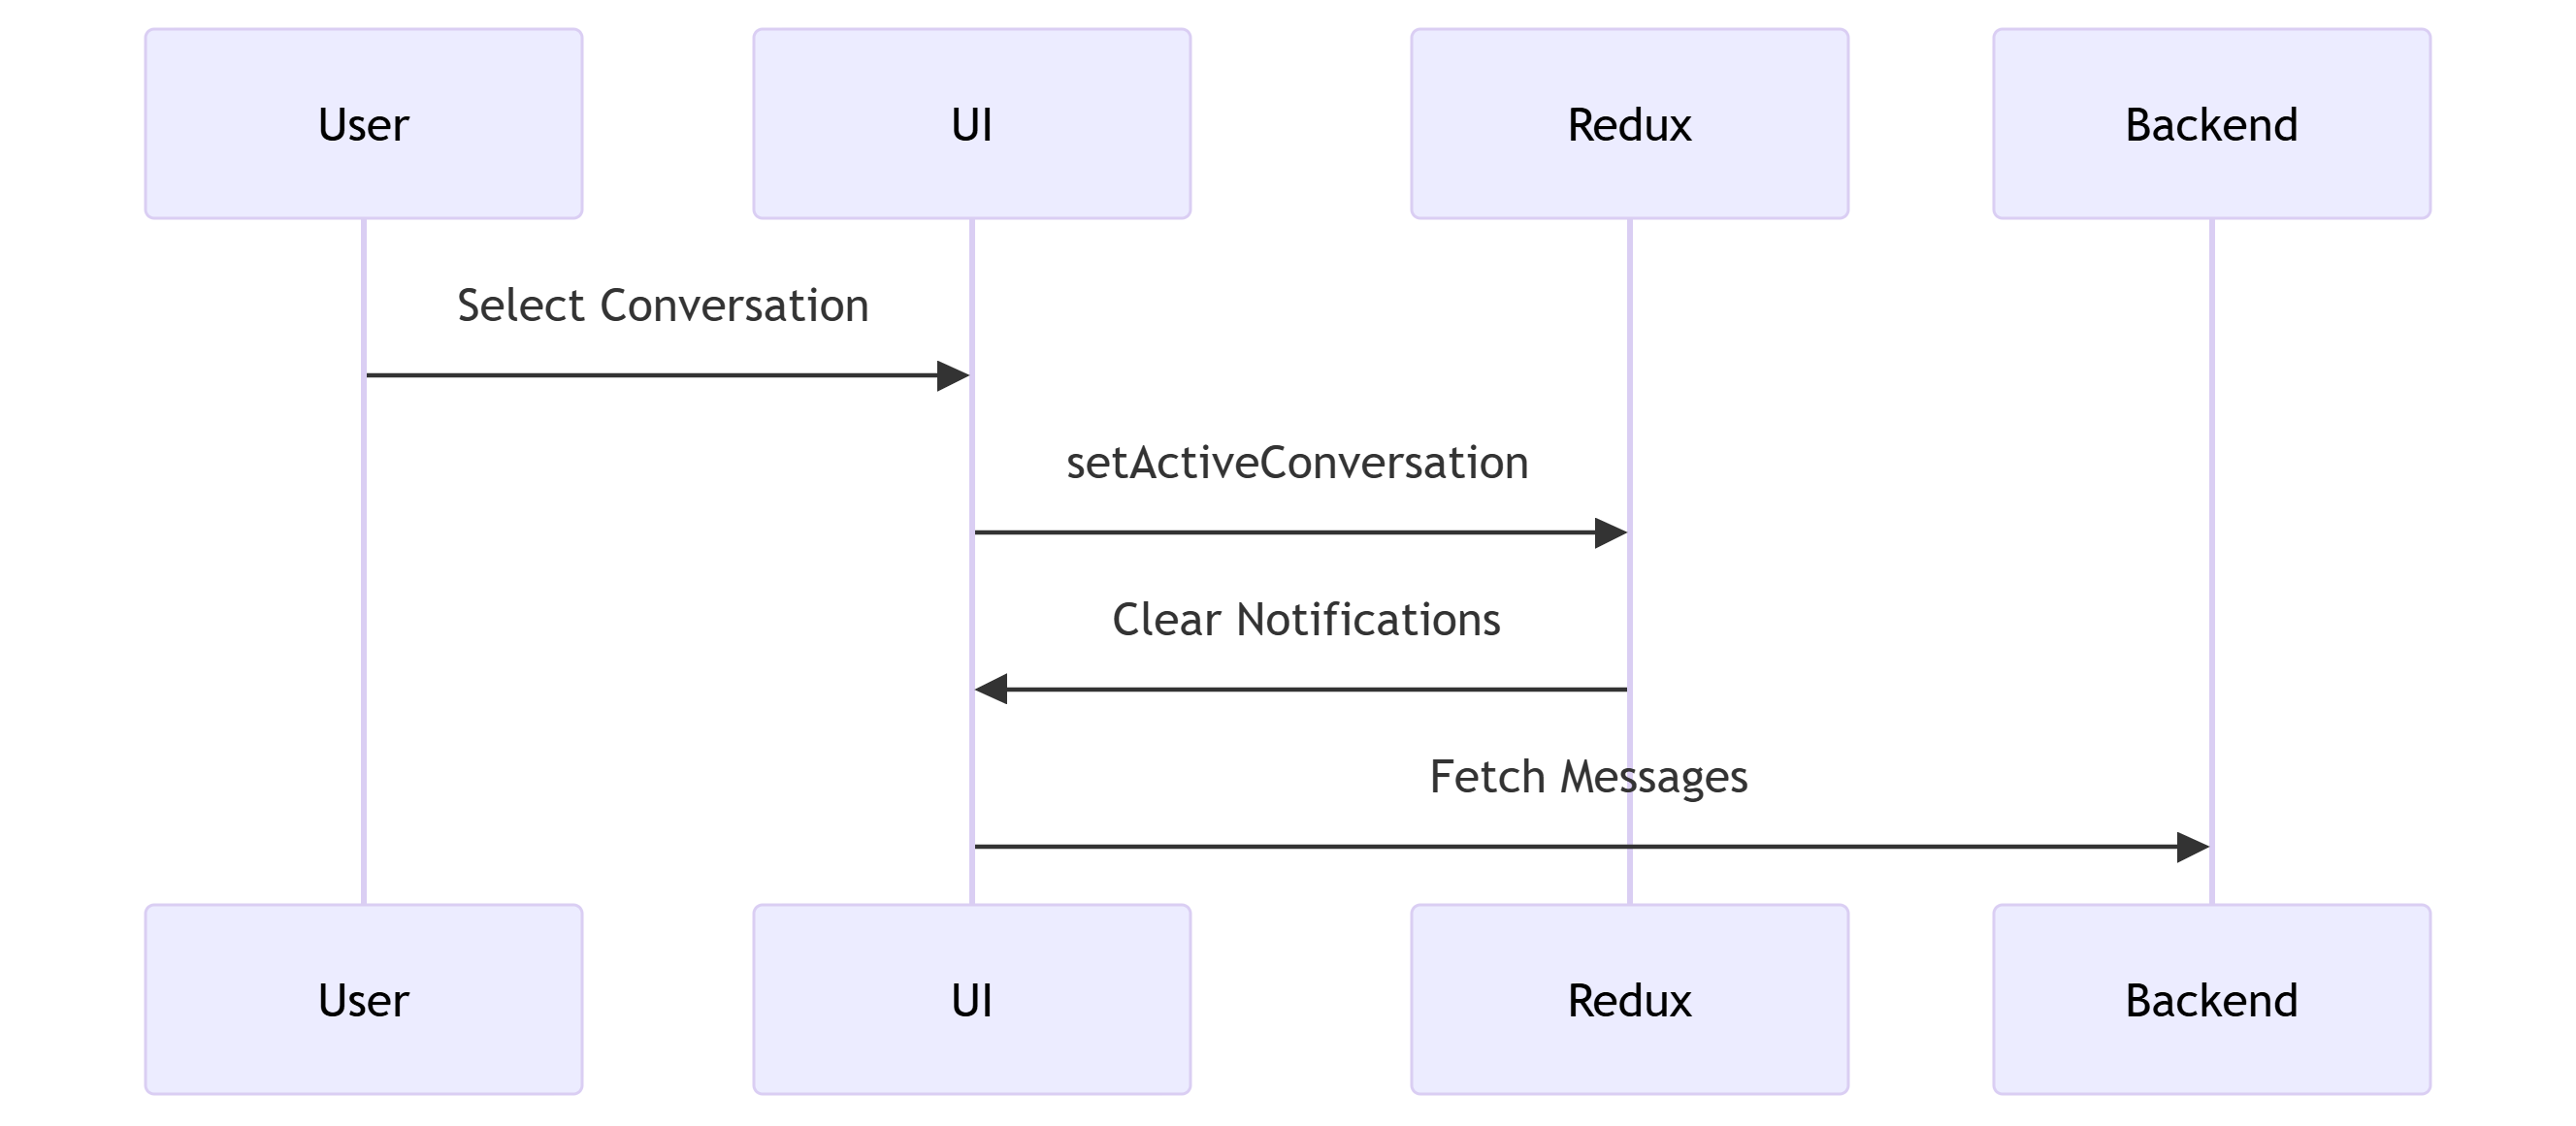 User
UI
Redux
Backend
Select Conversation
setActiveConversation
Clear Notifications
Fetch Messages
User
UI
Redux
Backend